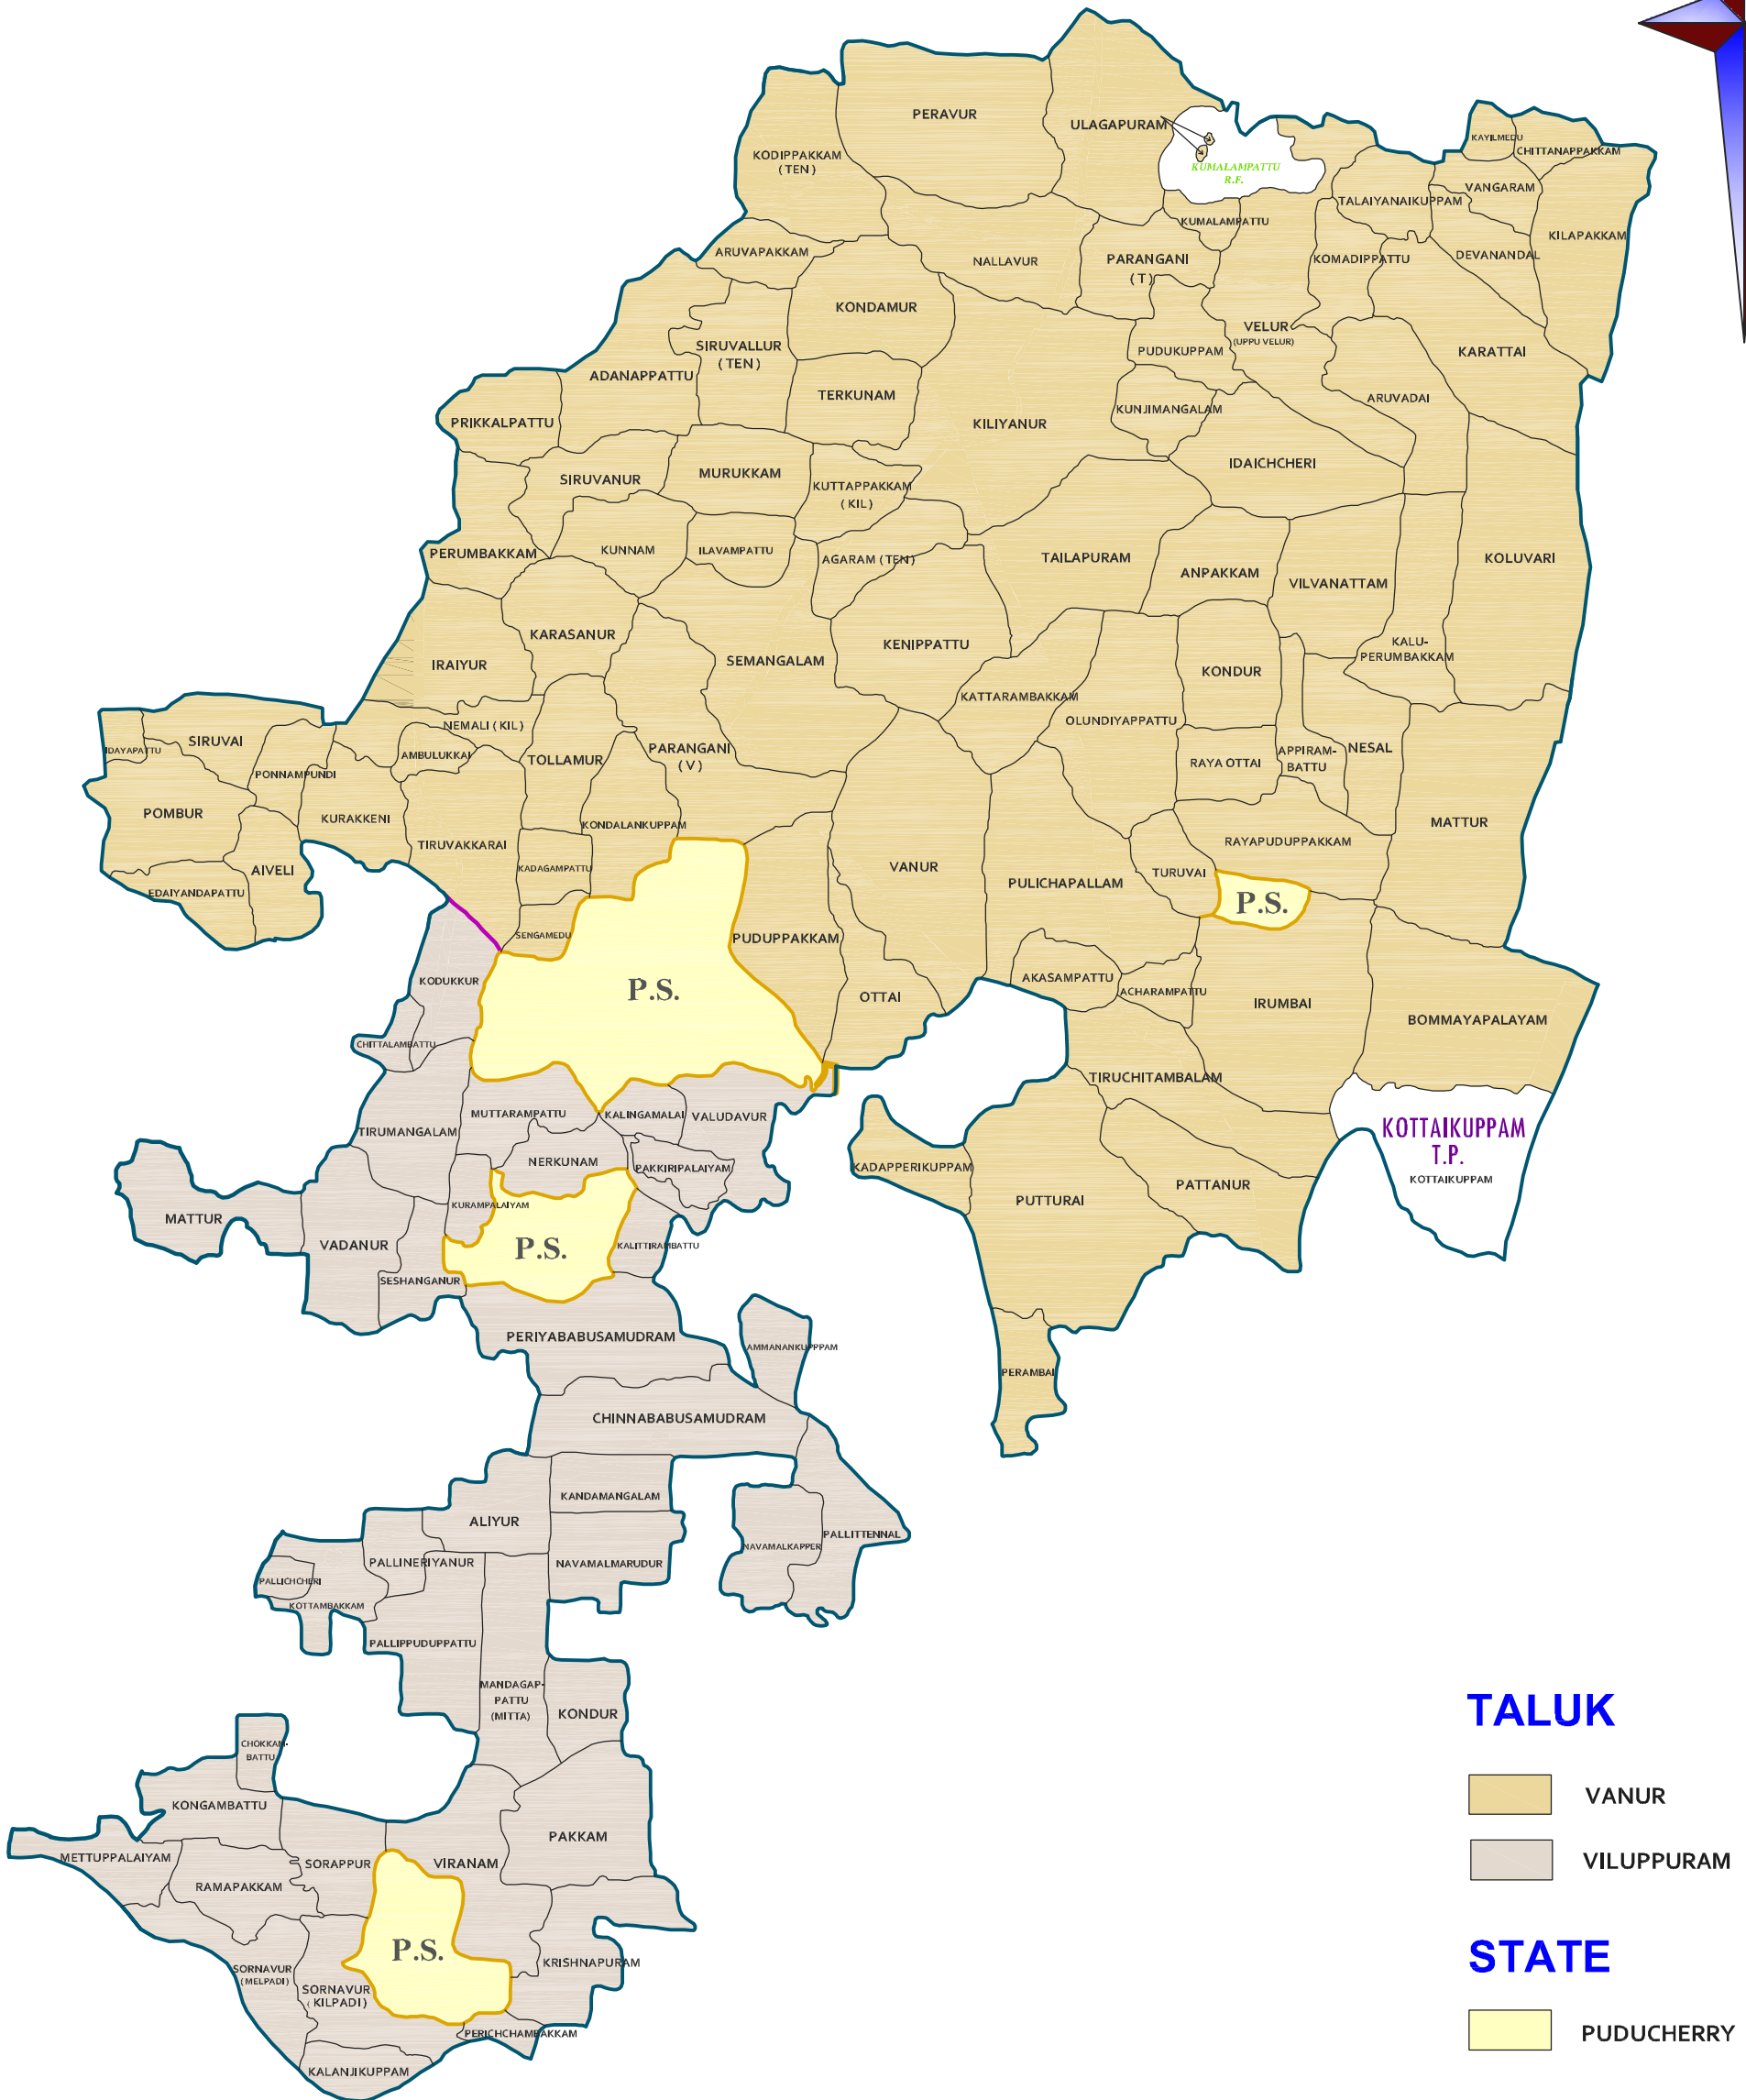 PERAVUR
ULAGAPURAM
KODIPPAKKAM
(TEN)
KUMALAMPATTU
R.F.
KAYILMEDU
CHITTANAPPAKKAM
VANGARAM
TALAIYANAIKUPPAM
KUMALAMPATTU
KILAPAKKAM
ARUVAPAKKAM
NALLAVUR
PARANGANI
(T)
KOMADIPPATTU
DEVANANDAL
KONDAMUR
VELUR
(UPPU VELUR)
SIRUVALLUR
(TEN)
PUDUKUPPAM
KARATTAI
ADANAPPATTU
TERKUNAM
ARUVADAI
PRIKKALPATTU
KILIYANUR
KUNJIMANGALAM
IDAICHCHERI
SIRUVANUR
MURUKKAM
KUTTAPPAKKAM
(KIL)
PERUMBAKKAM
KUNNAM
ILAVAMPATTU
AGARAM (TEN)
TAILAPURAM
ANPAKKAM
VILVANATTAM
KOLUVARI
KARASANUR
IRAIYUR
SEMANGALAM
KENIPPATTU
KALU-
PERUMBAKKAM
KONDUR
KATTARAMBAKKAM
OLUNDIYAPPATTU
NEMALI (KIL)
IDAYAPATTU
SIRUVAI
AMBULUKKAI
TOLLAMUR
PARANGANI
(V)
RAYA OTTAI
APPIRAM-
BATTU
NESAL
PONNAMPUNDI
POMBUR
KURAKKENI
KONDALANKUPPAM
MATTUR
TIRUVAKKARAI
RAYAPUDUPPAKKAM
AIVELI
KADAGAMPATTU
VANUR
PULICHAPALLAM
TURUVAI
EDAIYANDAPATTU
P.S.
SENGAMEDU
PUDUPPAKKAM
KODUKKUR
P.S.
OTTAI
AKASAMPATTU
ACHARAMPATTU
IRUMBAI
BOMMAYAPALAYAM
CHITTALAMBATTU
TIRUCHITAMBALAM
MUTTARAMPATTU
KALINGAMALAI
VALUDAVUR
TIRUMANGALAM
KOTTAIKUPPAM
T.P.
KOTTAIKUPPAM
NERKUNAM
PAKKIRIPALAIYAM
KADAPPERIKUPPAM
PUTTURAI
PATTANUR
KURAMPALAIYAM
MATTUR
VADANUR
P.S.
KALITTIRAMBATTU
SESHANGANUR
PERIYABABUSAMUDRAM
AMMANANKUPPPAM
PERAMBAI
CHINNABABUSAMUDRAM
KANDAMANGALAM
ALIYUR
PALLITTENNAL
NAVAMALKAPPER
PALLINERIYANUR
NAVAMALMARUDUR
PALLICHCHERI
KOTTAMBAKKAM
PALLIPPUDUPPATTU
MANDAGAP-
PATTU
(MITTA)
KONDUR
TALUK
CHOKKAN-
BATTU
VANUR
KONGAMBATTU
PAKKAM
METTUPPALAIYAM
SORAPPUR
VIRANAM
VILUPPURAM
RAMAPAKKAM
P.S.
STATE
SORNAVUR
(MELPADI)
KRISHNAPURAM
SORNAVUR
(KILPADI)
PERICHCHAMBAKKAM
PUDUCHERRY
KALANJIKUPPAM